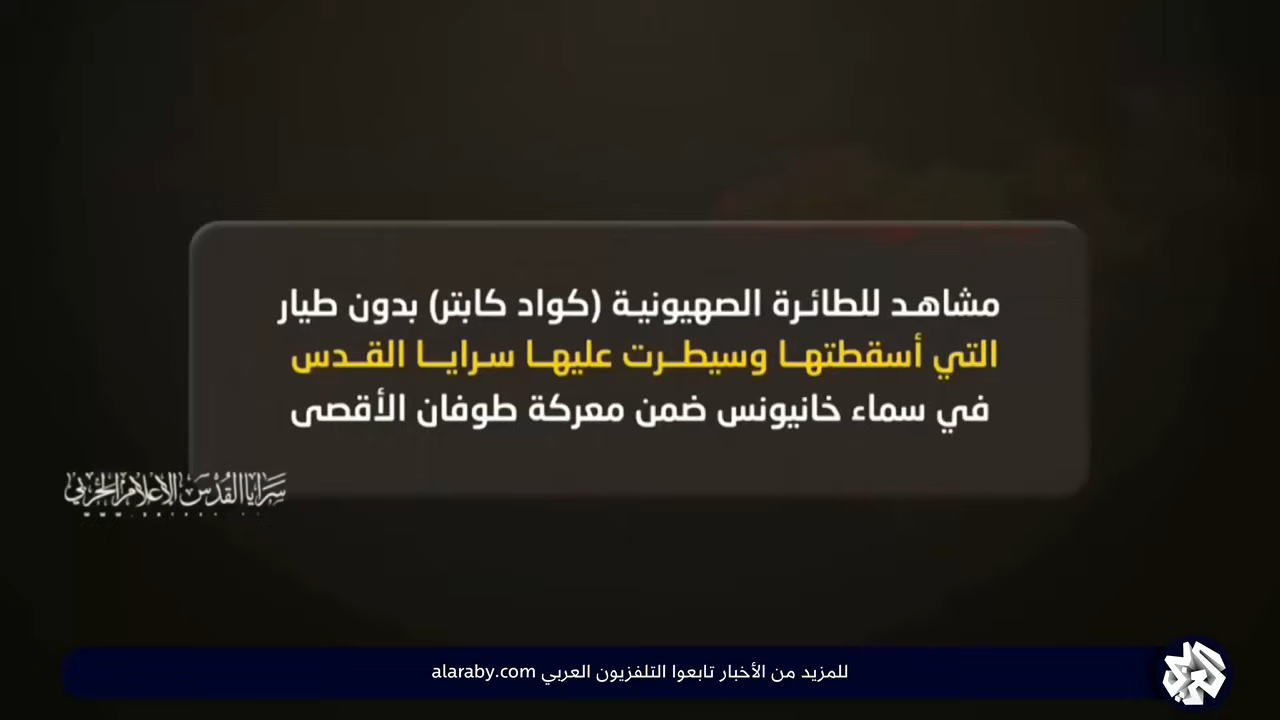 مشاهد للطائرة الصهيونية (كواد كابتر) بدون طيار
التي أسقطتها وسيطرت عليها سرايا القدس
في سماء خانيونس ضمن معركة طوفان الأقصى
سرايا القدس الإعلام الحربي
للمزيد من الأخبار تابعوا التلفزيون العربي alaraby.com
العربي